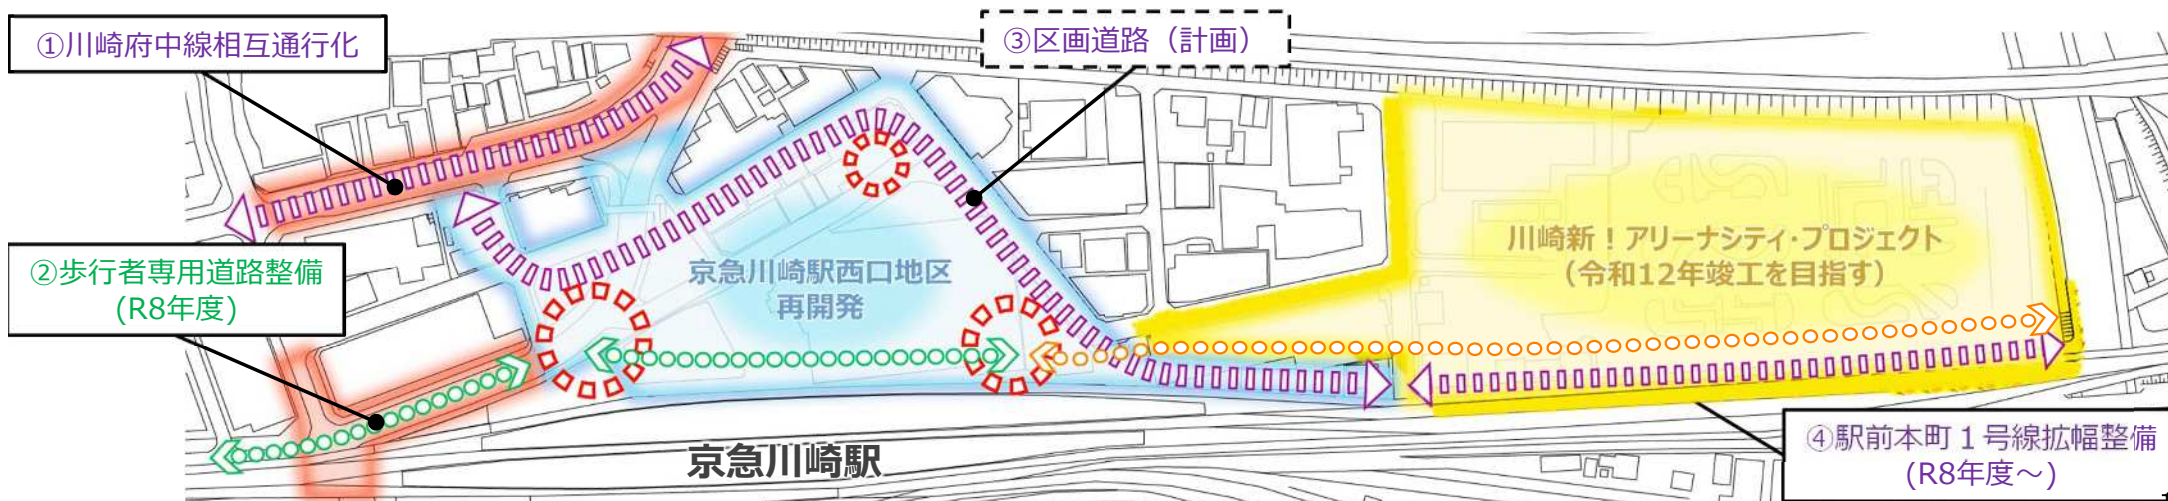 ①川崎府中線相互通行化
③区画道路（計画）
②歩行者専用道路整備
(R8年度)
京急川崎駅西口地区
再開発
川崎新！アリーナシティ・プロジェクト
(令和12年竣工を目指す)
京急川崎駅
④駅前本町１号線拡幅整備
(R8年度～)